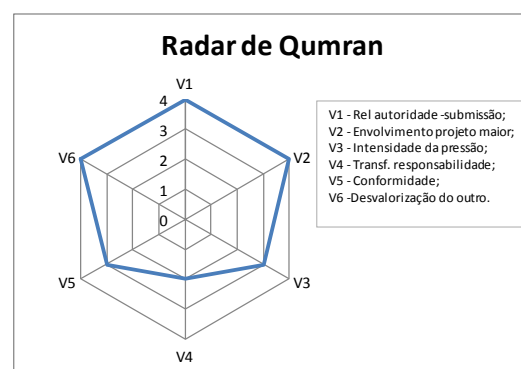 Radar de Qumran
V1
4
3
2
1
0
V2
V3
V4
V5
V6
V1 - Rel autoridade -submissão;
V2 - Envolvimento projeto maior;
V3 - Intensidade da pressão;
V4 - Transf. responsabilidade;
V5 - Conformidade;
V6 -Desvalorização do outro.